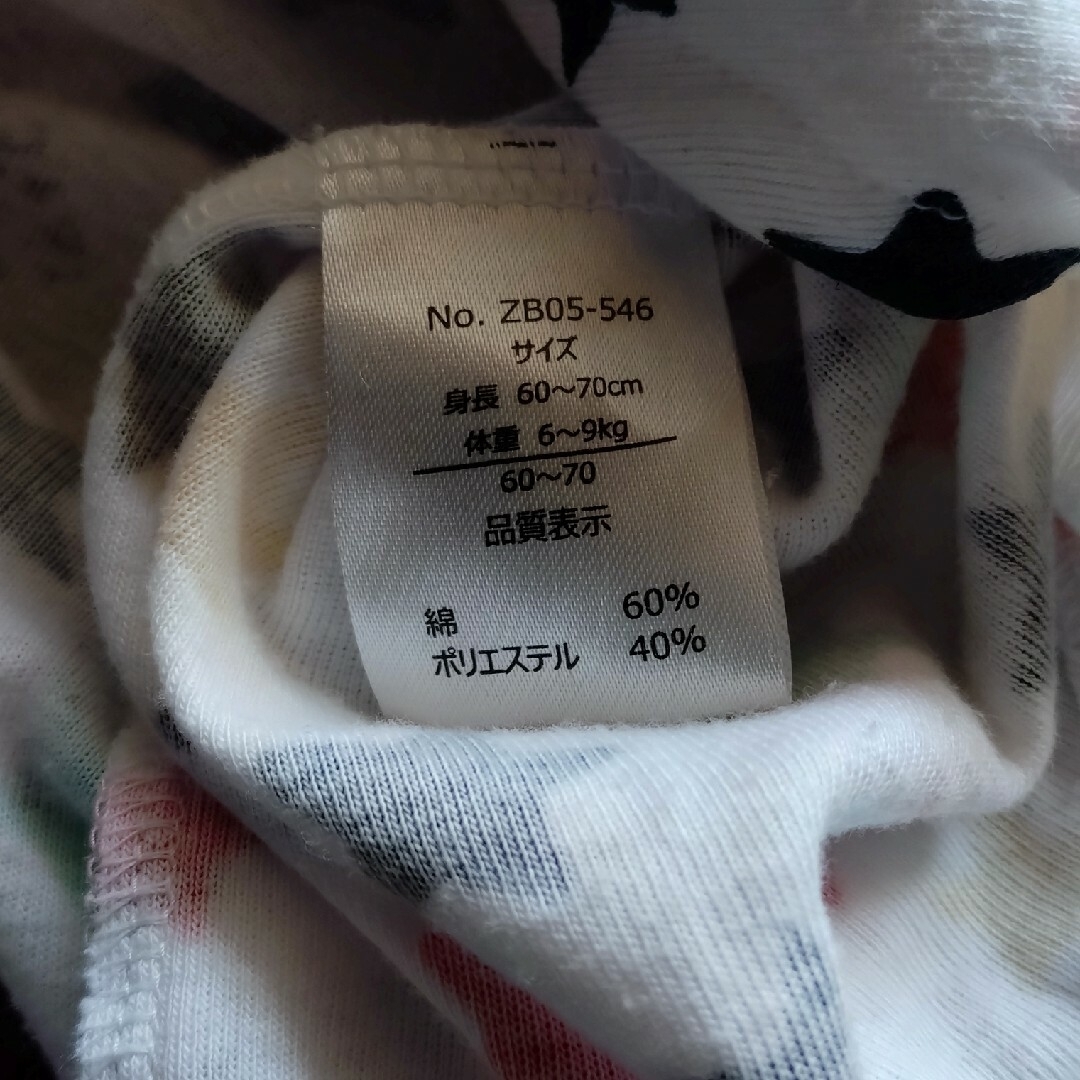 No. ZB05-546
サイズ
身長 60～70cm
体重 6～9kg
60～70
品質表示
綿 60%
ポリエステル 40%